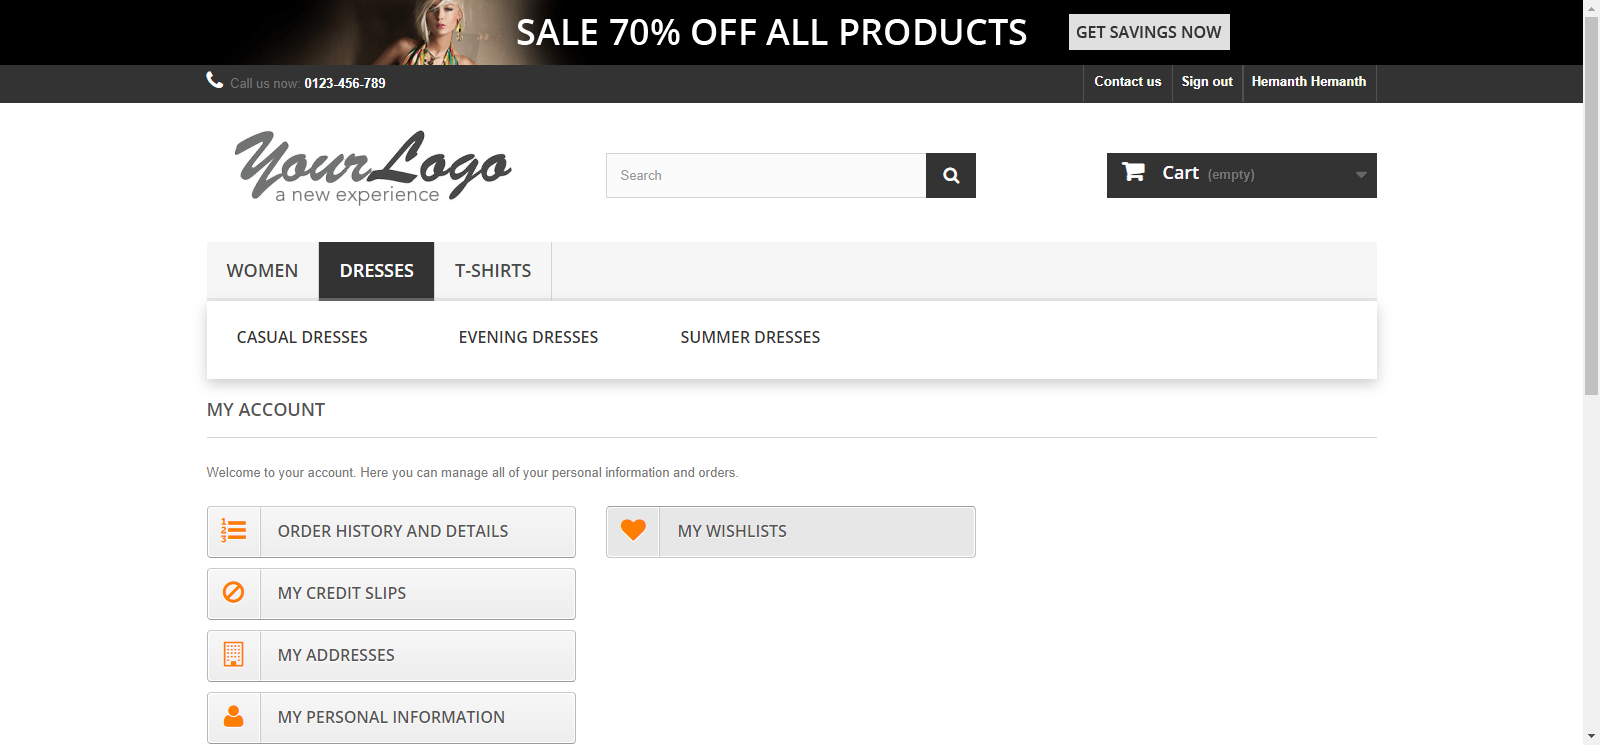 SALE 70% OFF ALL PRODUCTS GET SAVINGS NOW
Call us now: 0123-456-789 Contact us Sign out Hemanth Hemanth
YourLogo
a new experience
Search
Cart (empty)
WOMEN DRESSES T-SHIRTS
CASUAL DRESSES EVENING DRESSES SUMMER DRESSES
MY ACCOUNT
Welcome to your account. Here you can manage all of your personal information and orders.
1
2
3
ORDER HISTORY AND DETAILS
MY WISHLISTS
MY CREDIT SLIPS
MY ADDRESSES
MY PERSONAL INFORMATION